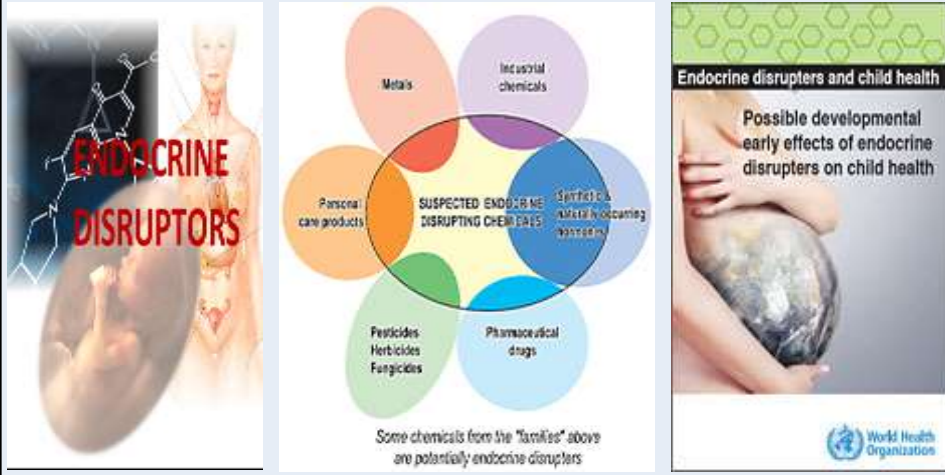 ENDOCRINE
DISRUPTORS
Metals
Industrial
chemicals
Personal
care products
SUSPECTED ENDOCRINE
DISRUPTING CHEMICALS
Synthetic &
naturally occurring
hormones
Pesticides
Herbicides
Fungicides
Pharmaceutical
drugs
Some chemicals from the "families" above
are potentially endocrine disrupters
Endocrine disrupters and child health
Possible developmental
early effects of endocrine
disrupters on child health
World Health
Organization